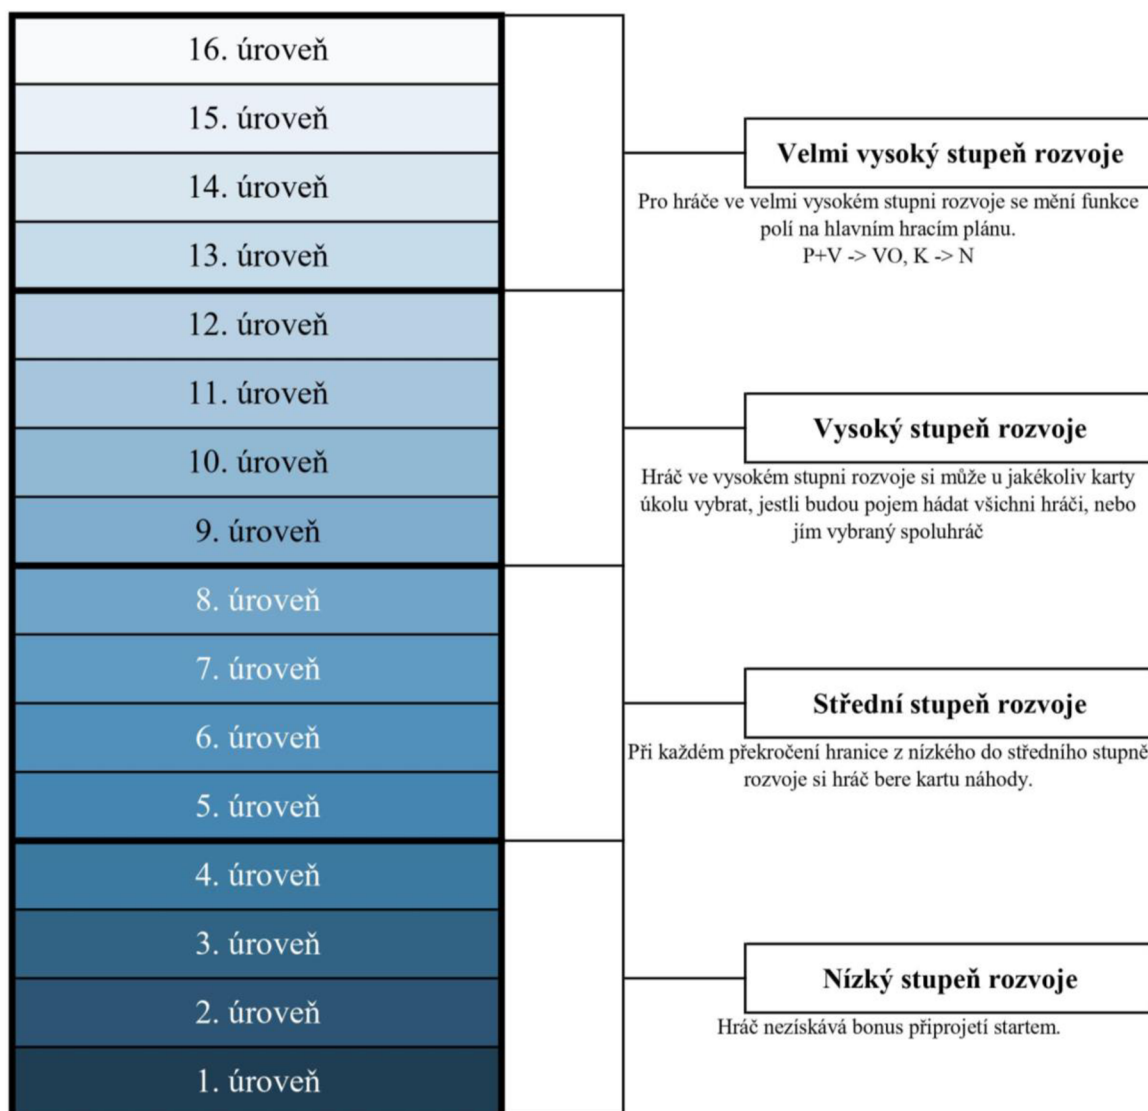 16. úroveň
15. úroveň
14. úroveň
13. úroveň
12. úroveň
11. úroveň
10. úroveň
9. úroveň
8. úroveň
7. úroveň
6. úroveň
5. úroveň
4. úroveň
3. úroveň
2. úroveň
1. úroveň
Velmi vysoký stupeň rozvoje
Pro hráče ve velmi vysokém stupni rozvoje se mění funkce
polí na hlavním hracím plánu.
P+V -> VO, K -> N
Vysoký stupeň rozvoje
Hráč ve vysokém stupni rozvoje si může u jakékoliv karty
úkolu vybrat, jestli budou pojem hádat všichni hráči, nebo
jím vybraný spoluhráč
Střední stupeň rozvoje
Při každém překročení hranice z nízkého do středního stupně
rozvoje si hráč bere kartu náhody.
Nízký stupeň rozvoje
Hráč nezískává bonus připrojetí startem.